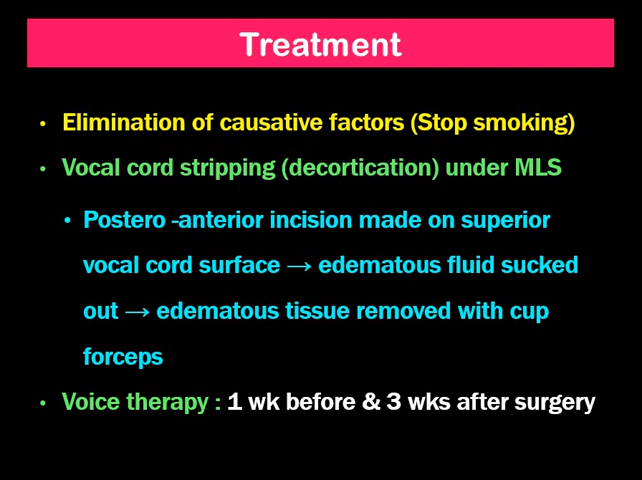 Treatment
• Elimination of causative factors (Stop smoking)
• Vocal cord stripping (decortication) under MLS
• Postero -anterior incision made on superior
vocal cord surface → edematous fluid sucked
out → edematous tissue removed with cup
forceps
• Voice therapy : 1 wk before & 3 wks after surgery